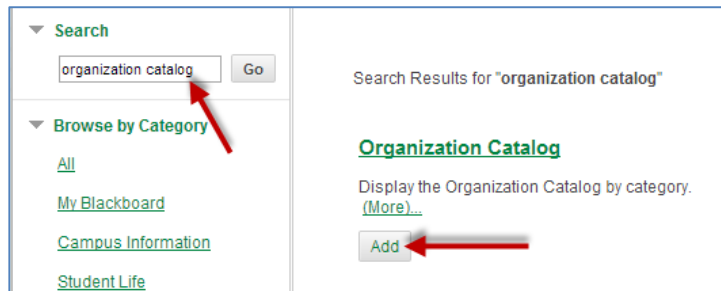 Search
organization catalog
Go
Browse by Category
All
My Blackboard
Campus Information
Student Life
Search Results for "organization catalog"
Organization Catalog
Display the Organization Catalog by category.
(More)...
Add